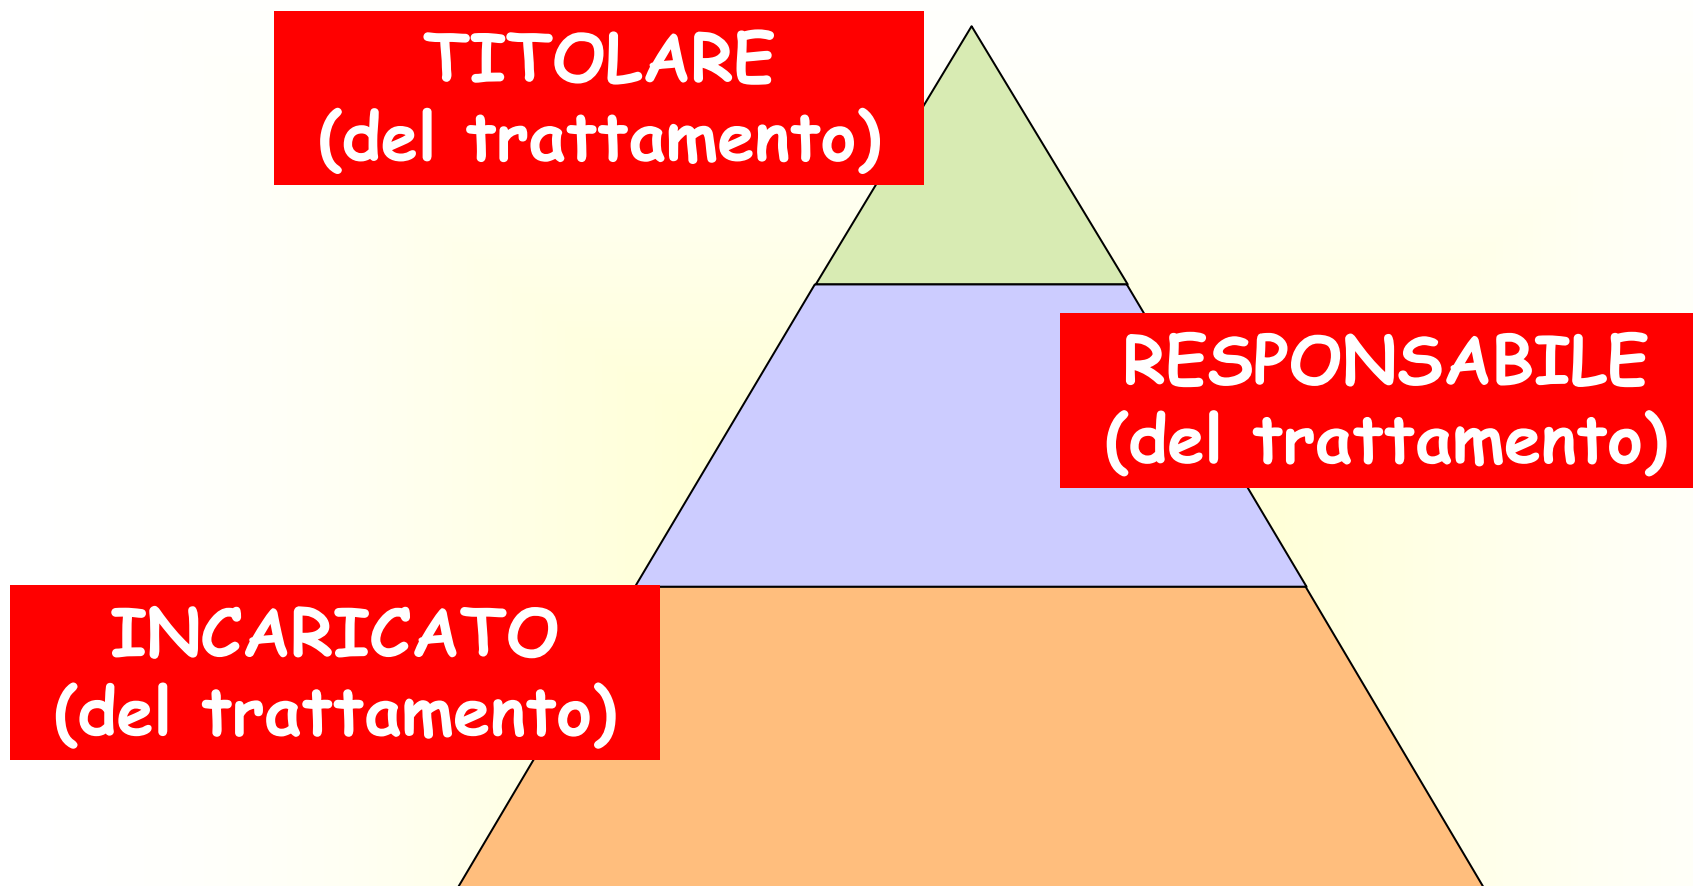 TITOLARE
(del trattamento)
RESPONSABILE
(del trattamento)
INCARICATO
(del trattamento)